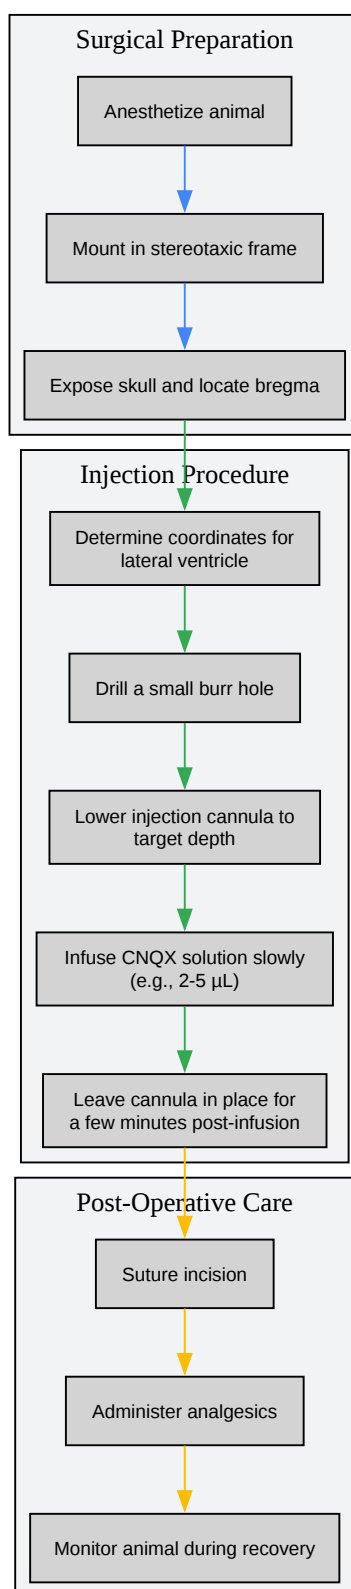 Surgical Preparation
Anesthetize animal
Mount in stereotaxic frame
Expose skull and locate bregma
Injection Procedure
Determine coordinates for
lateral ventricle
Drill a small burr hole
Lower injection cannula to
target depth
Infuse CNQX solution slowly
(e.g., 2-5 µL)
Leave cannula in place for
a few minutes post-infusion
Post-Operative Care
Suture incision
Administer analgesics
Monitor animal during recovery